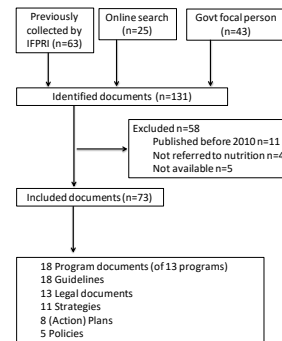 Previously
collected by
IFPRI (n=63)
Online search
(n=25)
Govt focal person
(n=43)
Identified documents (n=131)
Excluded n=58
Published before 2010 n=11
Not referred to nutrition n=4
Not available n=5
Included documents (n=73)
18 Program documents (of 13 programs)
18 Guidelines
13 Legal documents
11 Strategies
8 (Action) Plans
5 Policies